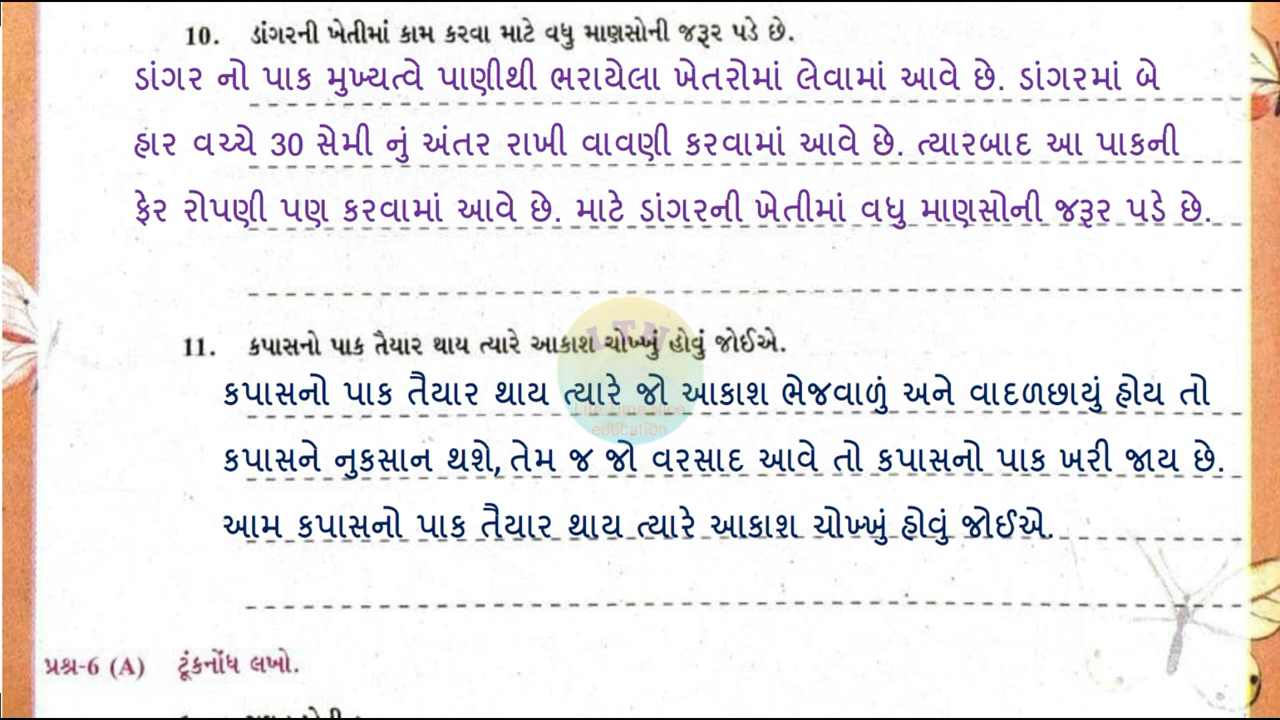 10. ડાંગરની ખેતીમાં કામ કરવા માટે વધુ માણસોની જરૂર પડે છે.
ડાંગર નો પાક મુખ્યત્વે પાણીથી ભરાયેલા ખેતરોમાં લેવામાં આવે છે. ડાંગરમાં બે
હાર વચ્ચે 30 સેમી નું અંતર રાખી વાવણી કરવામાં આવે છે. ત્યારબાદ આ પાકની
ફેર રોપણી પણ કરવામાં આવે છે. માટે ડાંગરની ખેતીમાં વધુ માણસોની જરૂર પડે છે.
LTN
11. કપાસનો પાક તૈયાર થાય ત્યારે આકાશ ચોખ્ખું હોવું જોઈએ.
કપાસનો પાક તૈયાર થાય ત્યારે જો આકાશ ભેજવાળું અને વાદળછાયું હોય તો
education
કપાસને નુકસાન થશે, તેમ જ જો વરસાદ આવે તો કપાસનો પાક ખરી જાય છે.
આમ કપાસનો પાક તૈયાર થાય ત્યારે આકાશ ચોખ્ખું હોવું જોઈએ.
પ્રશ્ન-6 (A) ટૂંકનોંધ લખો.